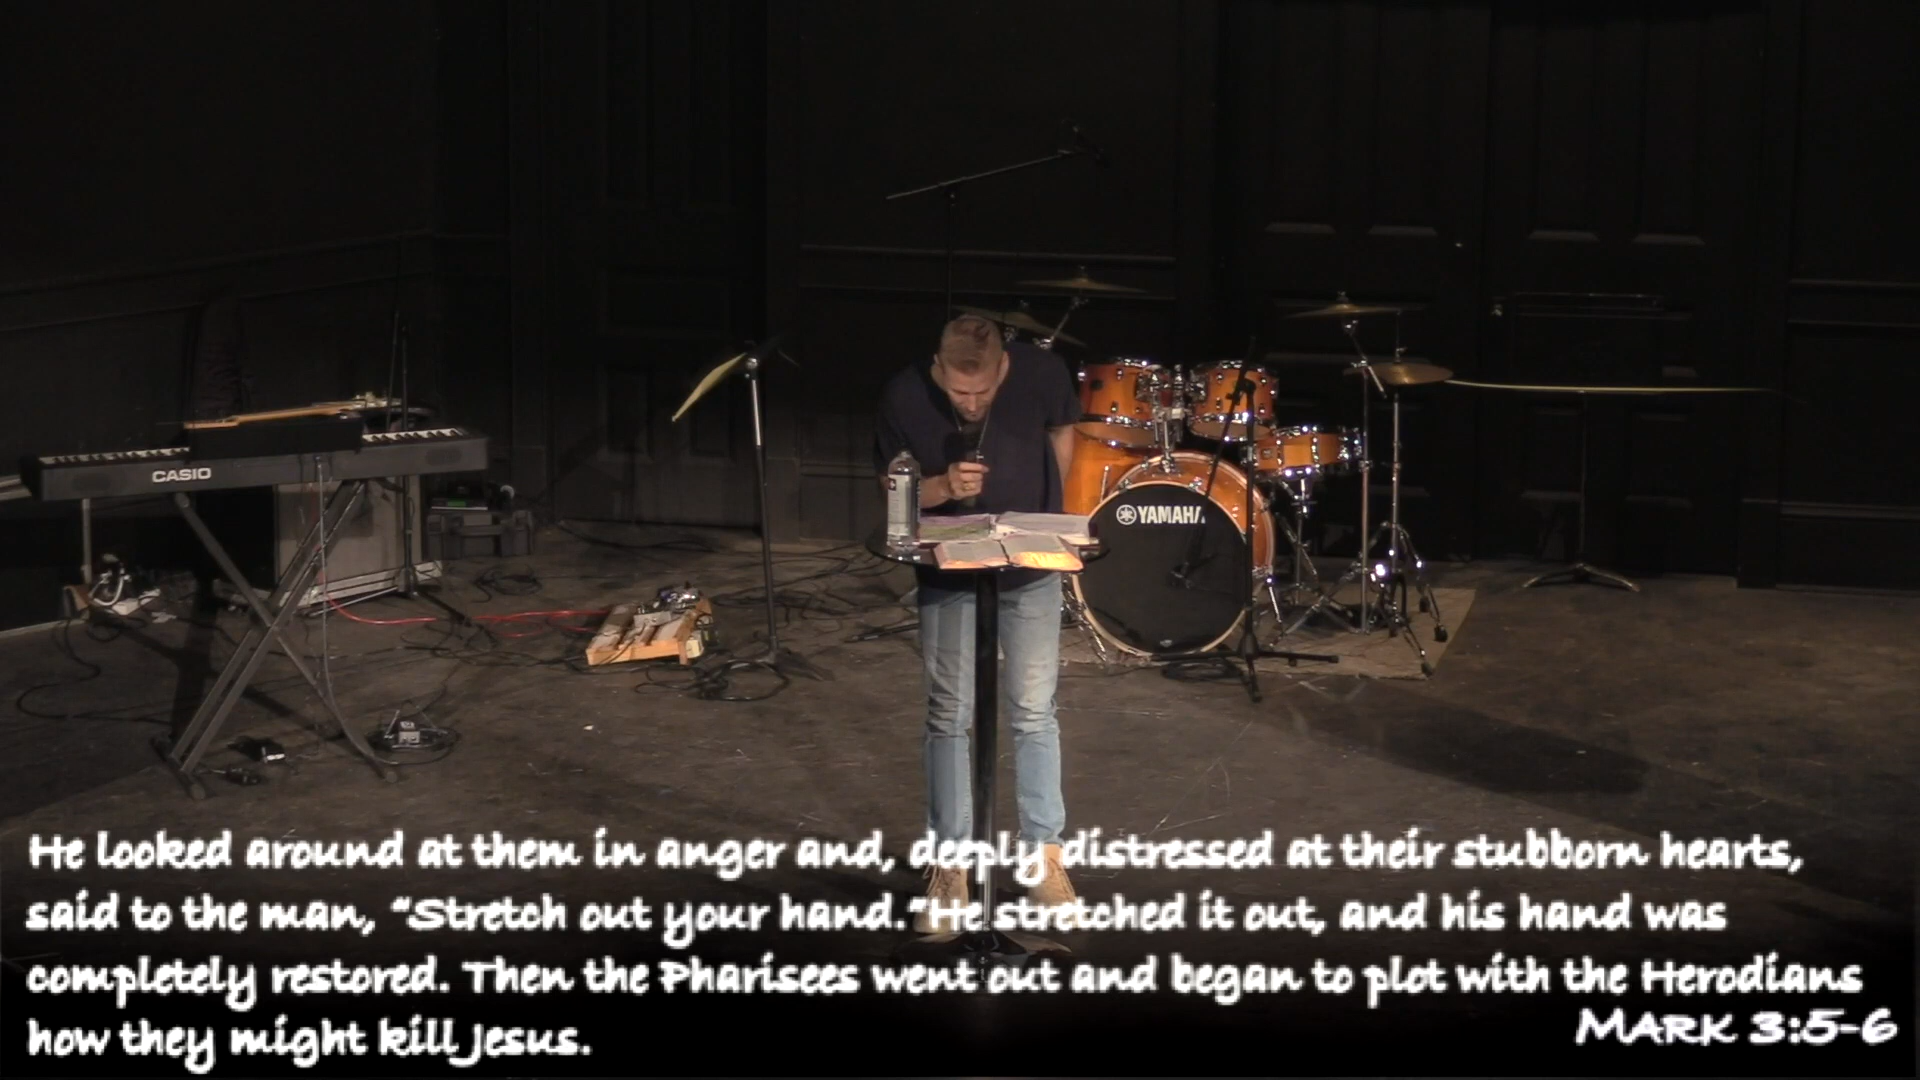 CASIO
YAMAHA
He looked around at them in anger and, deeply distressed at their stubborn hearts,
said to the man, "Stretch out your hand." He stretched it out, and his hand was
completely restored. Then the Pharisees went out and began to plot with the Herodians
how they might kill Jesus.
MARK 3:5-6